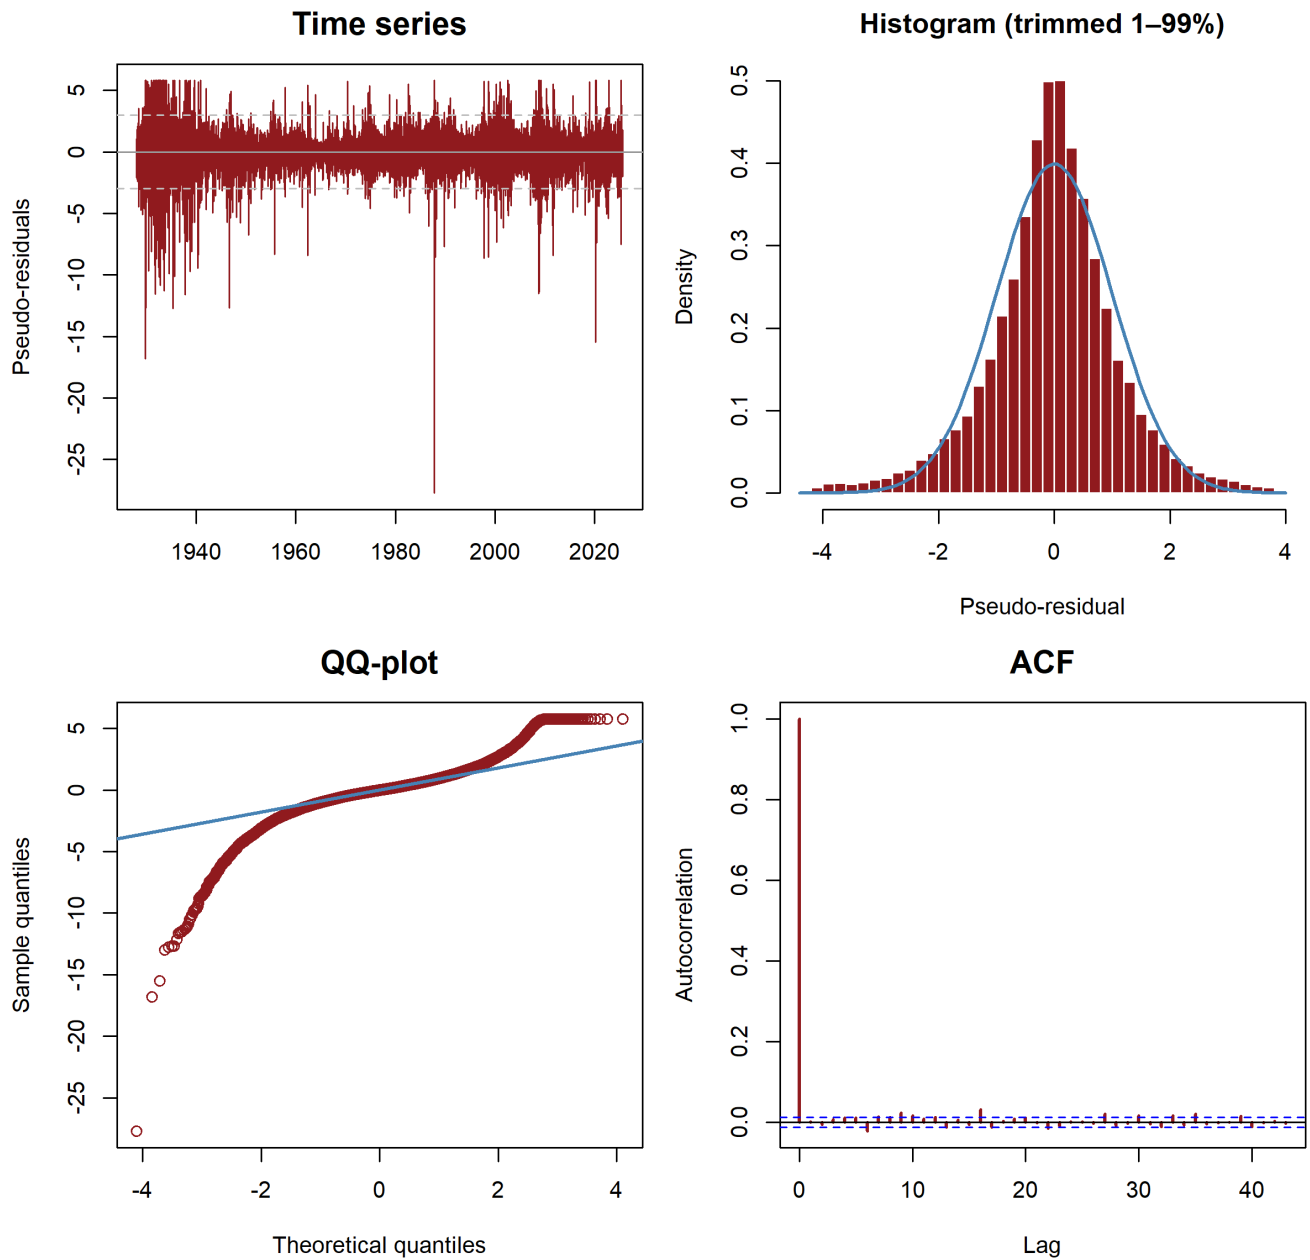 Time series
Pseudo-residuals
5
0
-5
-10
-15
-20
-25
1940 1960 1980 2000 2020
Histogram (trimmed 1–99%)
Density
0.5
0.4
0.3
0.2
0.1
0.0
-4 -2 0 2 4
Pseudo-residual
QQ-plot
Sample quantiles
5
0
-5
-10
-15
-20
-25
-4 -2 0 2 4
Theoretical quantiles
ACF
Autocorrelation
1.0
0.8
0.6
0.4
0.2
0.0
0 10 20 30 40
Lag